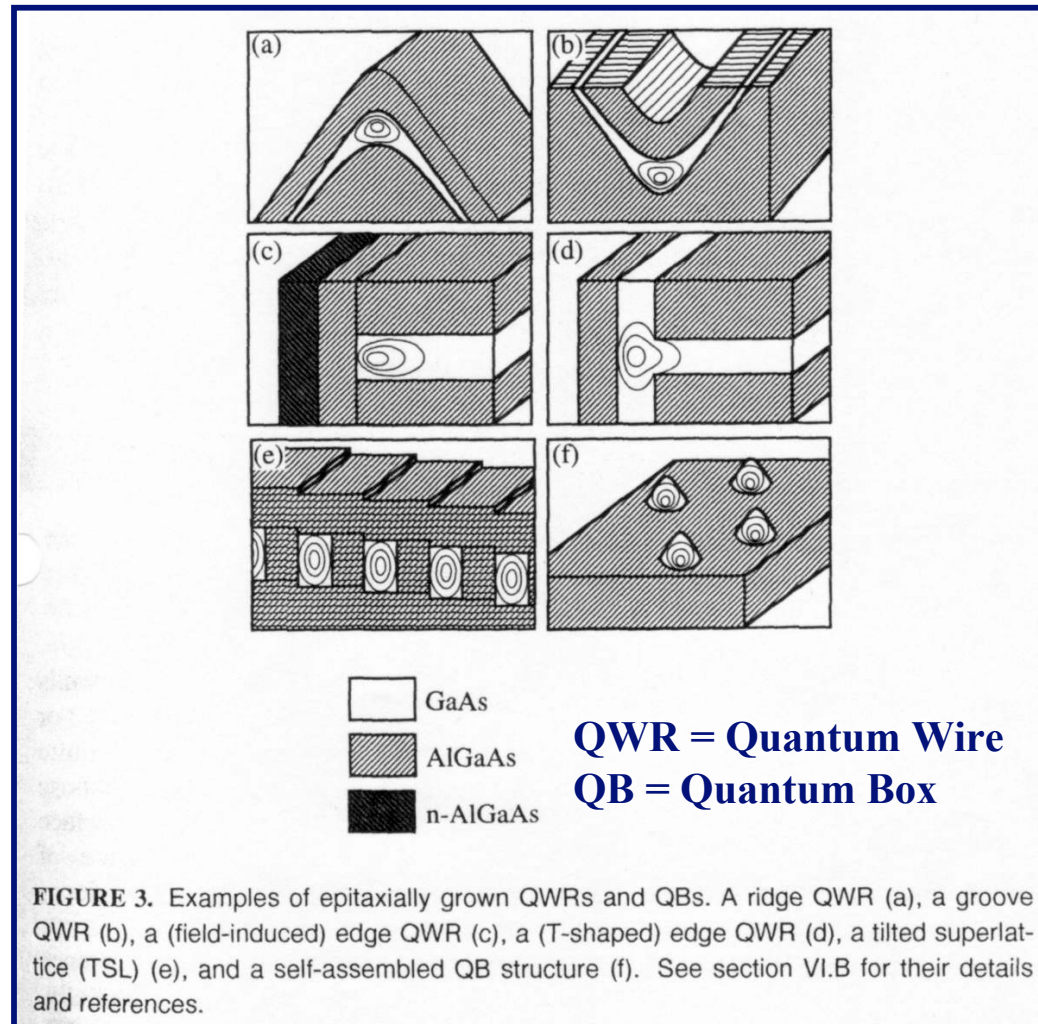 (a)
(b)
(c)
(d)
(e)
(f)
GaAs
AlGaAs
n-AlGaAs
QWR = Quantum Wire
QB = Quantum Box
FIGURE 3. Examples of epitaxially grown QWRs and QBs. A ridge QWR (a), a groove
QWR (b), a (field-induced) edge QWR (c), a (T-shaped) edge QWR (d), a tilted superlat-
tice (TSL) (e), and a self-assembled QB structure (f). See section VI.B for their details
and references.